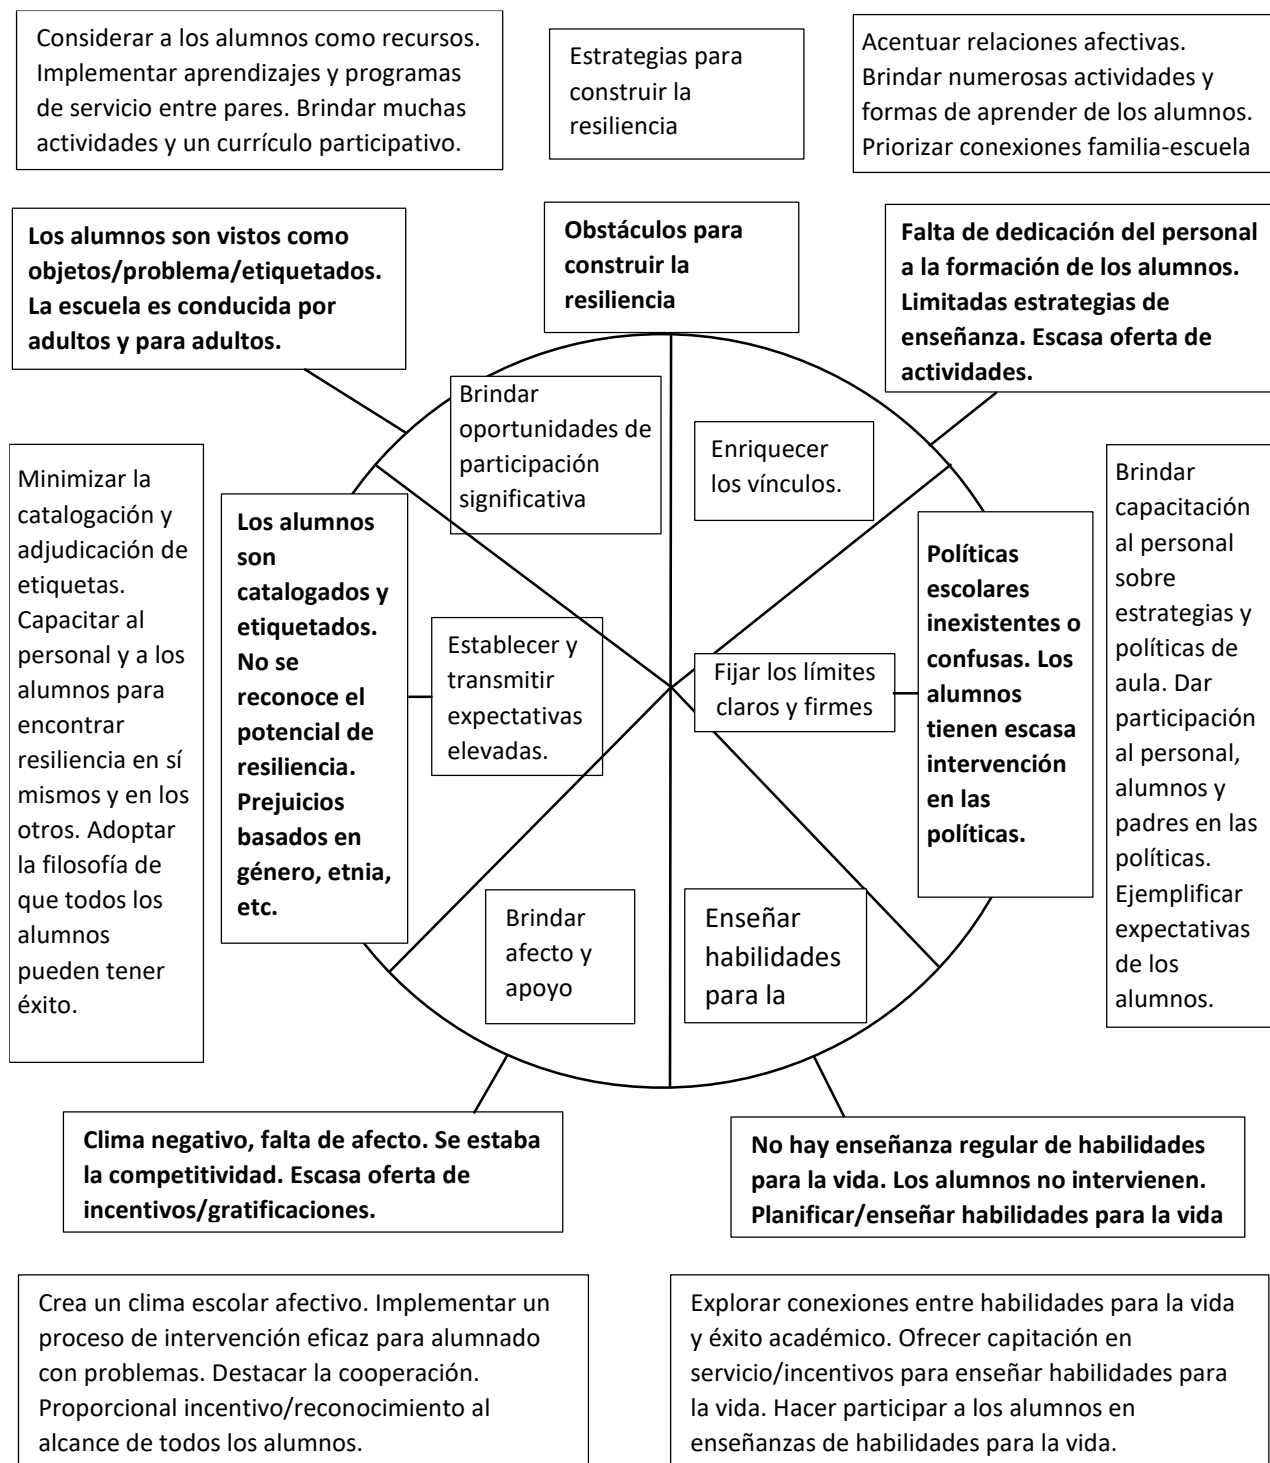 Considerar a los alumnos como recursos.
Implementar aprendizajes y programas
de servicio entre pares. Brindar muchas
actividades y un currículo participativo.
Estrategias para
construir la
resiliencia
Acentuar relaciones afectivas.
Brindar numerosas actividades y
formas de aprender de los alumnos.
Priorizar conexiones familia-escuela
Los alumnos son vistos como
objetos/problema/etiquetados.
La escuela es conducida por
adultos y para adultos.
Obstáculos para
construir la
resiliencia
Falta de dedicación del personal
a la formación de los alumnos.
Limitadas estrategias de
enseñanza. Escasa oferta de
actividades.
Brindar
oportunidades de
participación
significativa
Enriquecer
los vínculos.
Minimizar la
catalogación y
adjudicación de
etiquetas.
Capacitar al
personal y a los
alumnos para
encontrar
resiliencia en sí
mismos y en los
otros. Adoptar
la filosofía de
que todos los
alumnos
pueden tener
éxito.
Los alumnos
son
catalogados y
etiquetados.
No se
reconoce el
potencial de
resiliencia.
Prejuicios
basados en
género, etnia,
etc.
Establecer y
transmitir
expectativas
elevadas.
Fijar los límites
claros y firmes
Políticas
escolares
inexistentes o
confusas. Los
alumnos
tienen escasa
intervención
en las
políticas.
Brindar
capacitación
al personal
sobre
estrategias y
políticas de
aula. Dar
participación
al personal,
alumnos y
padres en las
políticas.
Ejemplificar
expectativas
de los
alumnos.
Brindar
afecto y
apoyo
Enseñar
habilidades
para la
Clima negativo, falta de afecto. Se estaba
la competitividad. Escasa oferta de
incentivos/gratificaciones.
No hay enseñanza regular de habilidades
para la vida. Los alumnos no intervienen.
Planificar/enseñar habilidades para la vida
Crea un clima escolar afectivo. Implementar un
proceso de intervención eficaz para alumnado
con problemas. Destacar la cooperación.
Proporcional incentivo/reconocimiento al
alcance de todos los alumnos.
Explorar conexiones entre habilidades para la vida
y éxito académico. Ofrecer capitación en
servicio/incentivos para enseñar habilidades para
la vida. Hacer participar a los alumnos en
enseñanzas de habilidades para la vida.